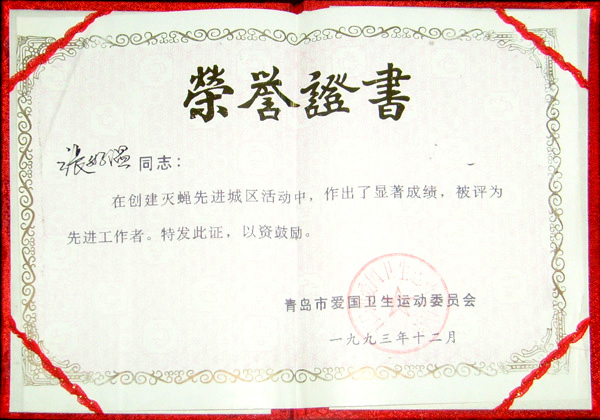 榮誉證書
张 同志：
在创建灭蝇先进城区活动中，作出了显著成绩，被评为
先进工作者。特发此证，以资鼓励。
青岛市爱国卫生运动委员会
一九九三年十二月